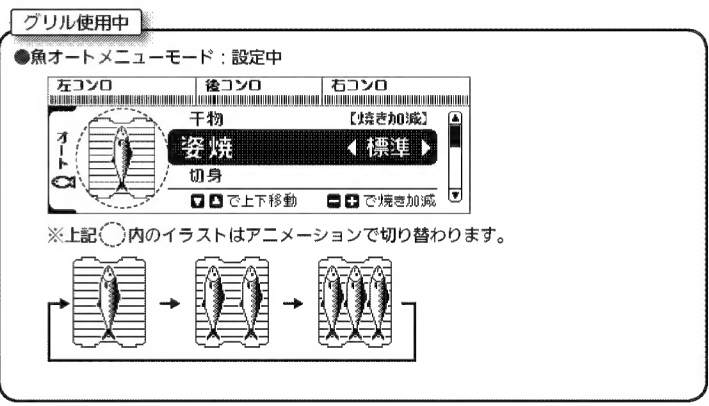 グリル使用中
●魚オートメニューモード：設定中
左コンロ 後コンロ 右コンロ
オート
干物 【焼き加減】
姿焼 ◀ 標準 ▶
切身
▼▲で上下移動 ➖➕で焼き加減
※上記◌内のイラストはアニメーションで切り替わります。